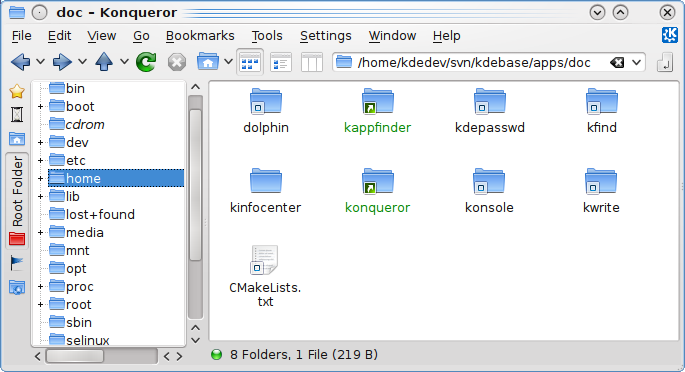 doc – Konqueror
File Edit View Go Bookmarks Tools Settings Window Help
/home/kdedev/svn/kdebase/apps/doc
Root Folder
bin
boot
cdrom
dev
etc
home
lib
lost+found
media
mnt
opt
proc
root
sbin
selinux
dolphin kappfinder kdepasswd kfind
kinfocenter konqueror konsole kwrite
CMakeLists.
txt
8 Folders, 1 File (219 B)